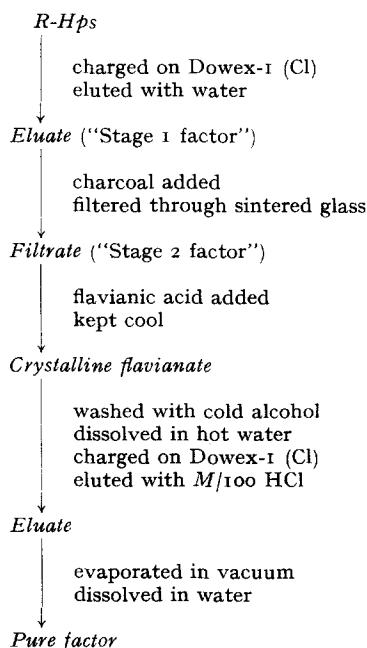 R-Hps
charged on Dowex-1 (Cl)
eluted with water
Eluate ("Stage 1 factor")
charcoal added
filtered through sintered glass
Filtrate ("Stage 2 factor")
flavianic acid added
kept cool
Crystalline flavianate
washed with cold alcohol
dissolved in hot water
charged on Dowex-1 (Cl)
eluted with M/100 HCl
Eluate
evaporated in vacuum
dissolved in water
Pure factor